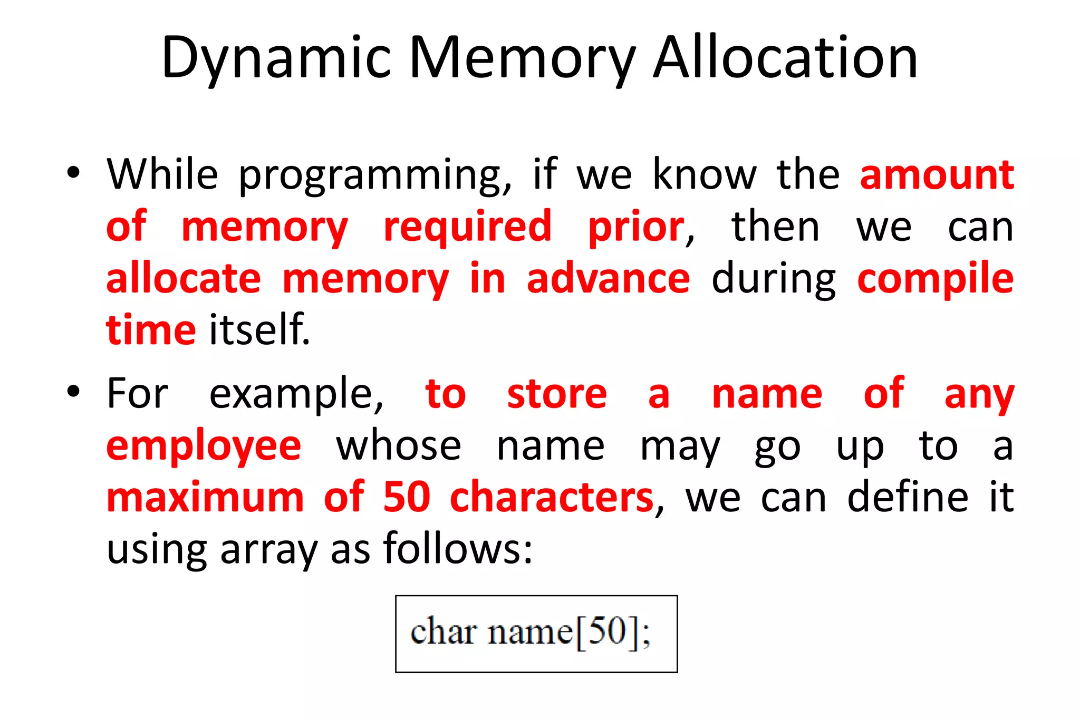 Dynamic Memory Allocation
• While programming, if we know the amount
of memory required prior, then we can
allocate memory in advance during compile
time itself.
• For example, to store a name of any
employee whose name may go up to a
maximum of 50 characters, we can define it
using array as follows:
char name[50];